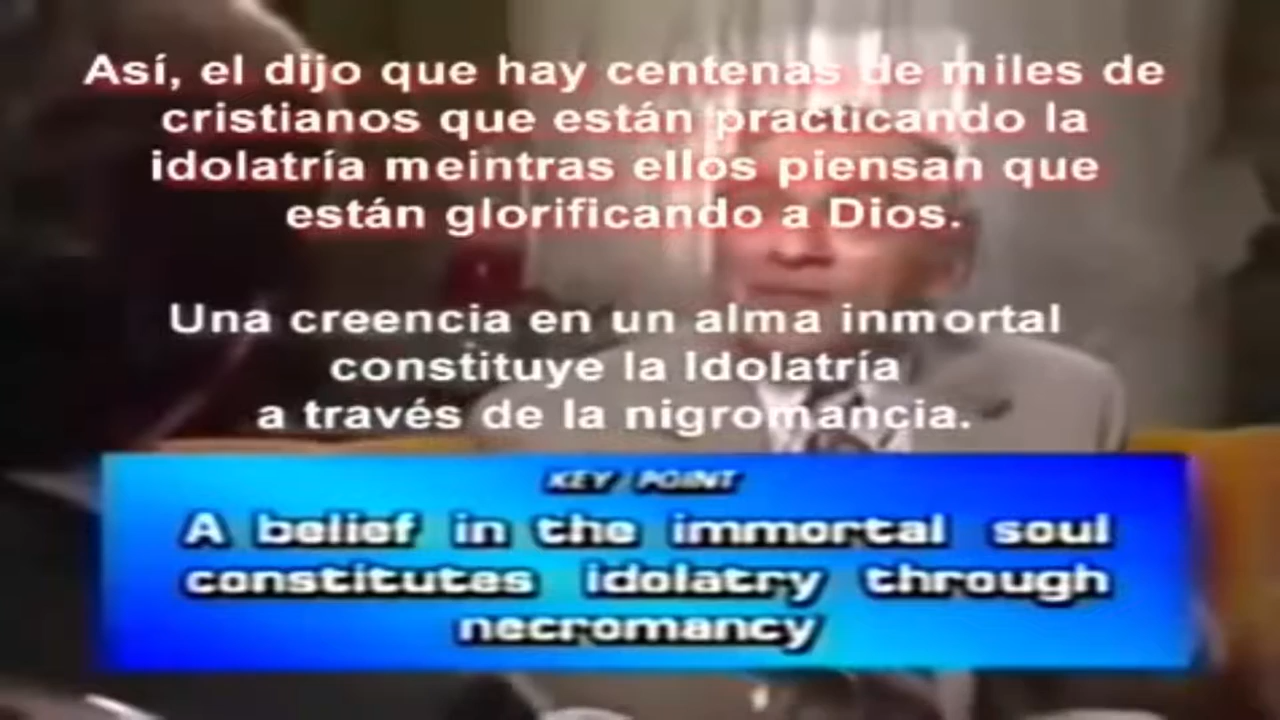 Así, el dijo que hay centenas de miles de
cristianos que están practicando la
idolatría meintras ellos piensan que
están glorificando a Dios.
Una creencia en un alma inmortal
constituye la Idolatría
a través de la nigromancia.
KEY POINT
A belief in the immortal soul
constitutes idolatry through
necromancy